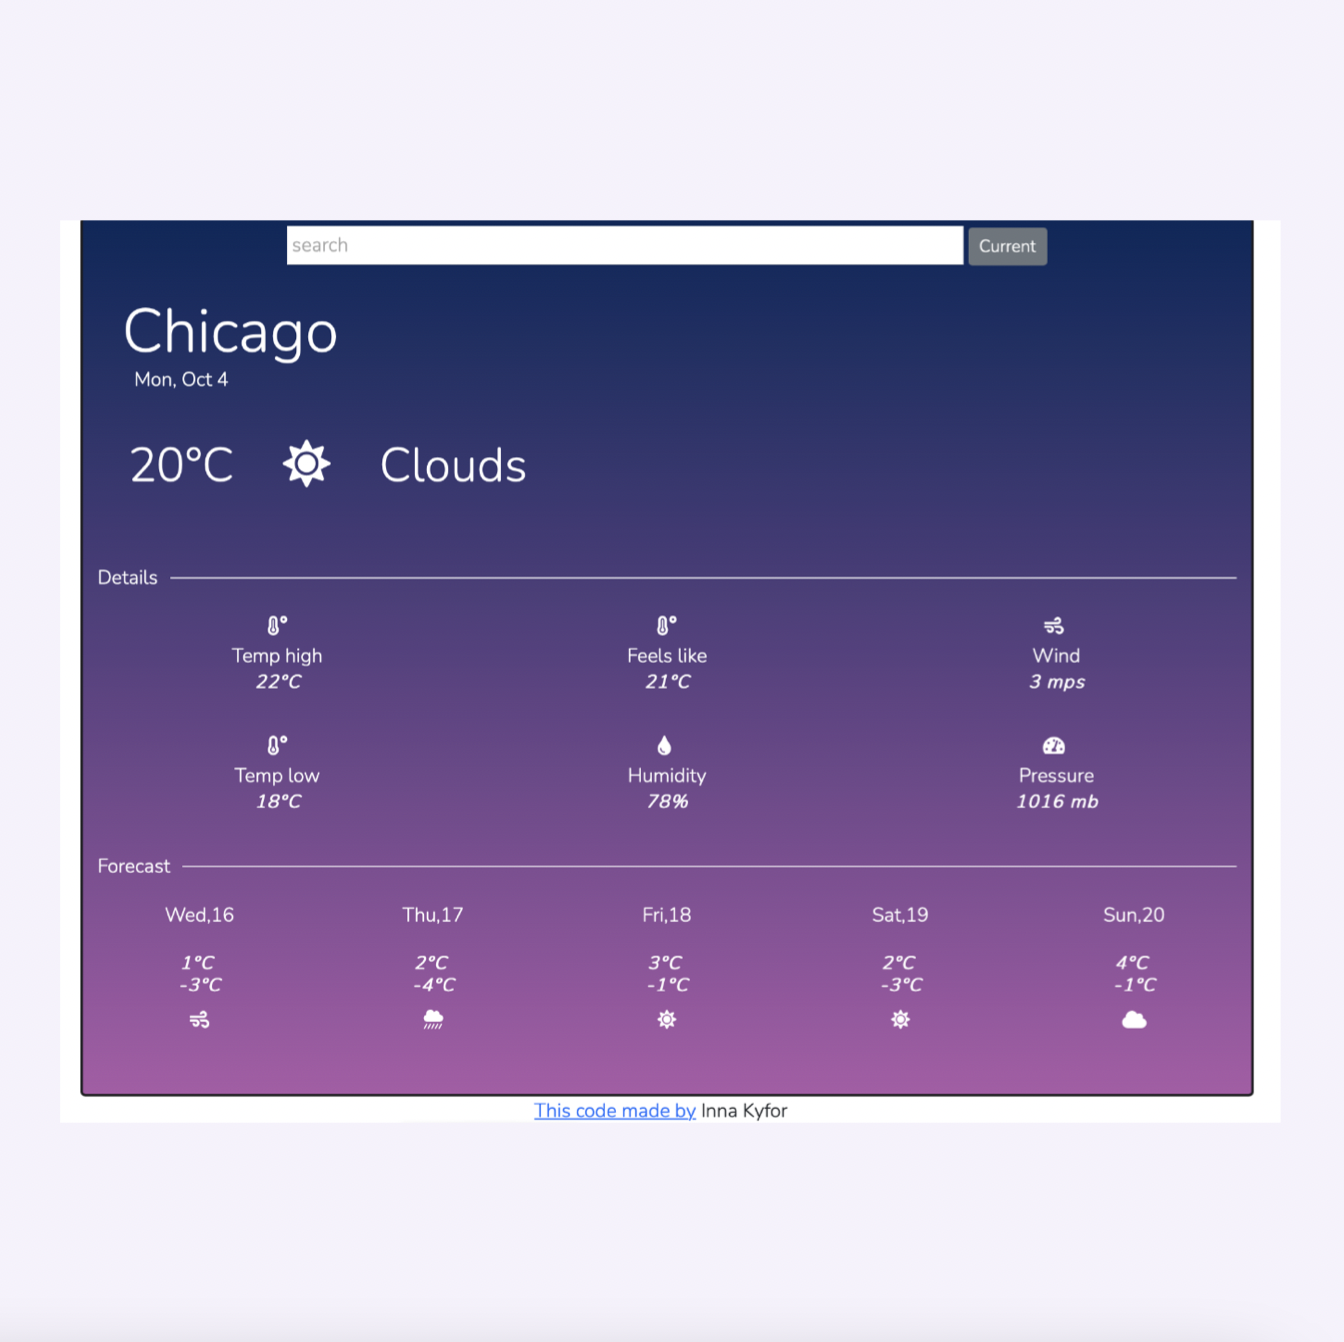 search Current
Chicago
Mon, Oct 4
20°C Clouds
Details
Temp high Feels like Wind
22°C 21°C 3 mps
Temp low Humidity Pressure
18°C 78% 1016 mb
Forecast
Wed,16 Thu,17 Fri,18 Sat,19 Sun,20
1°C 2°C 3°C 2°C 4°C
-3°C -4°C -1°C -3°C -1°C
This code made by Inna Kyfor